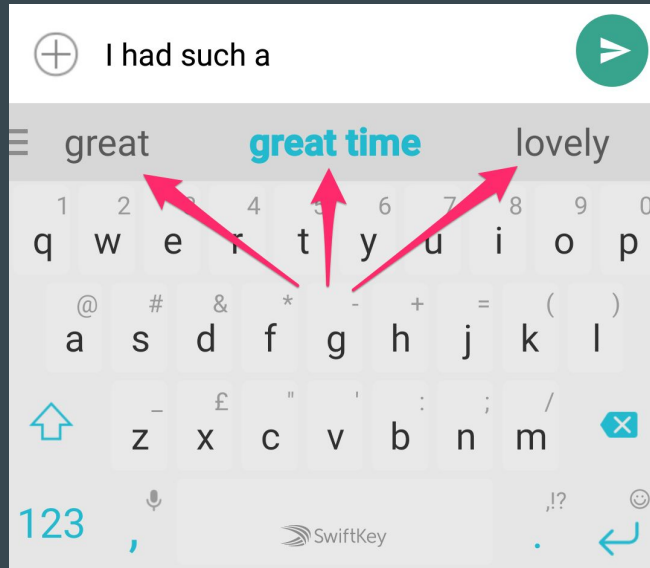 I had such a
great great time lovely
1 2 3 4 5 6 7 8 9 0
q w e r t y u i o p
@ # & * - + = ( )
a s d f g h j k l
_ £ " ' : ; /
z x c v b n m
123 , SwiftKey ,!? .